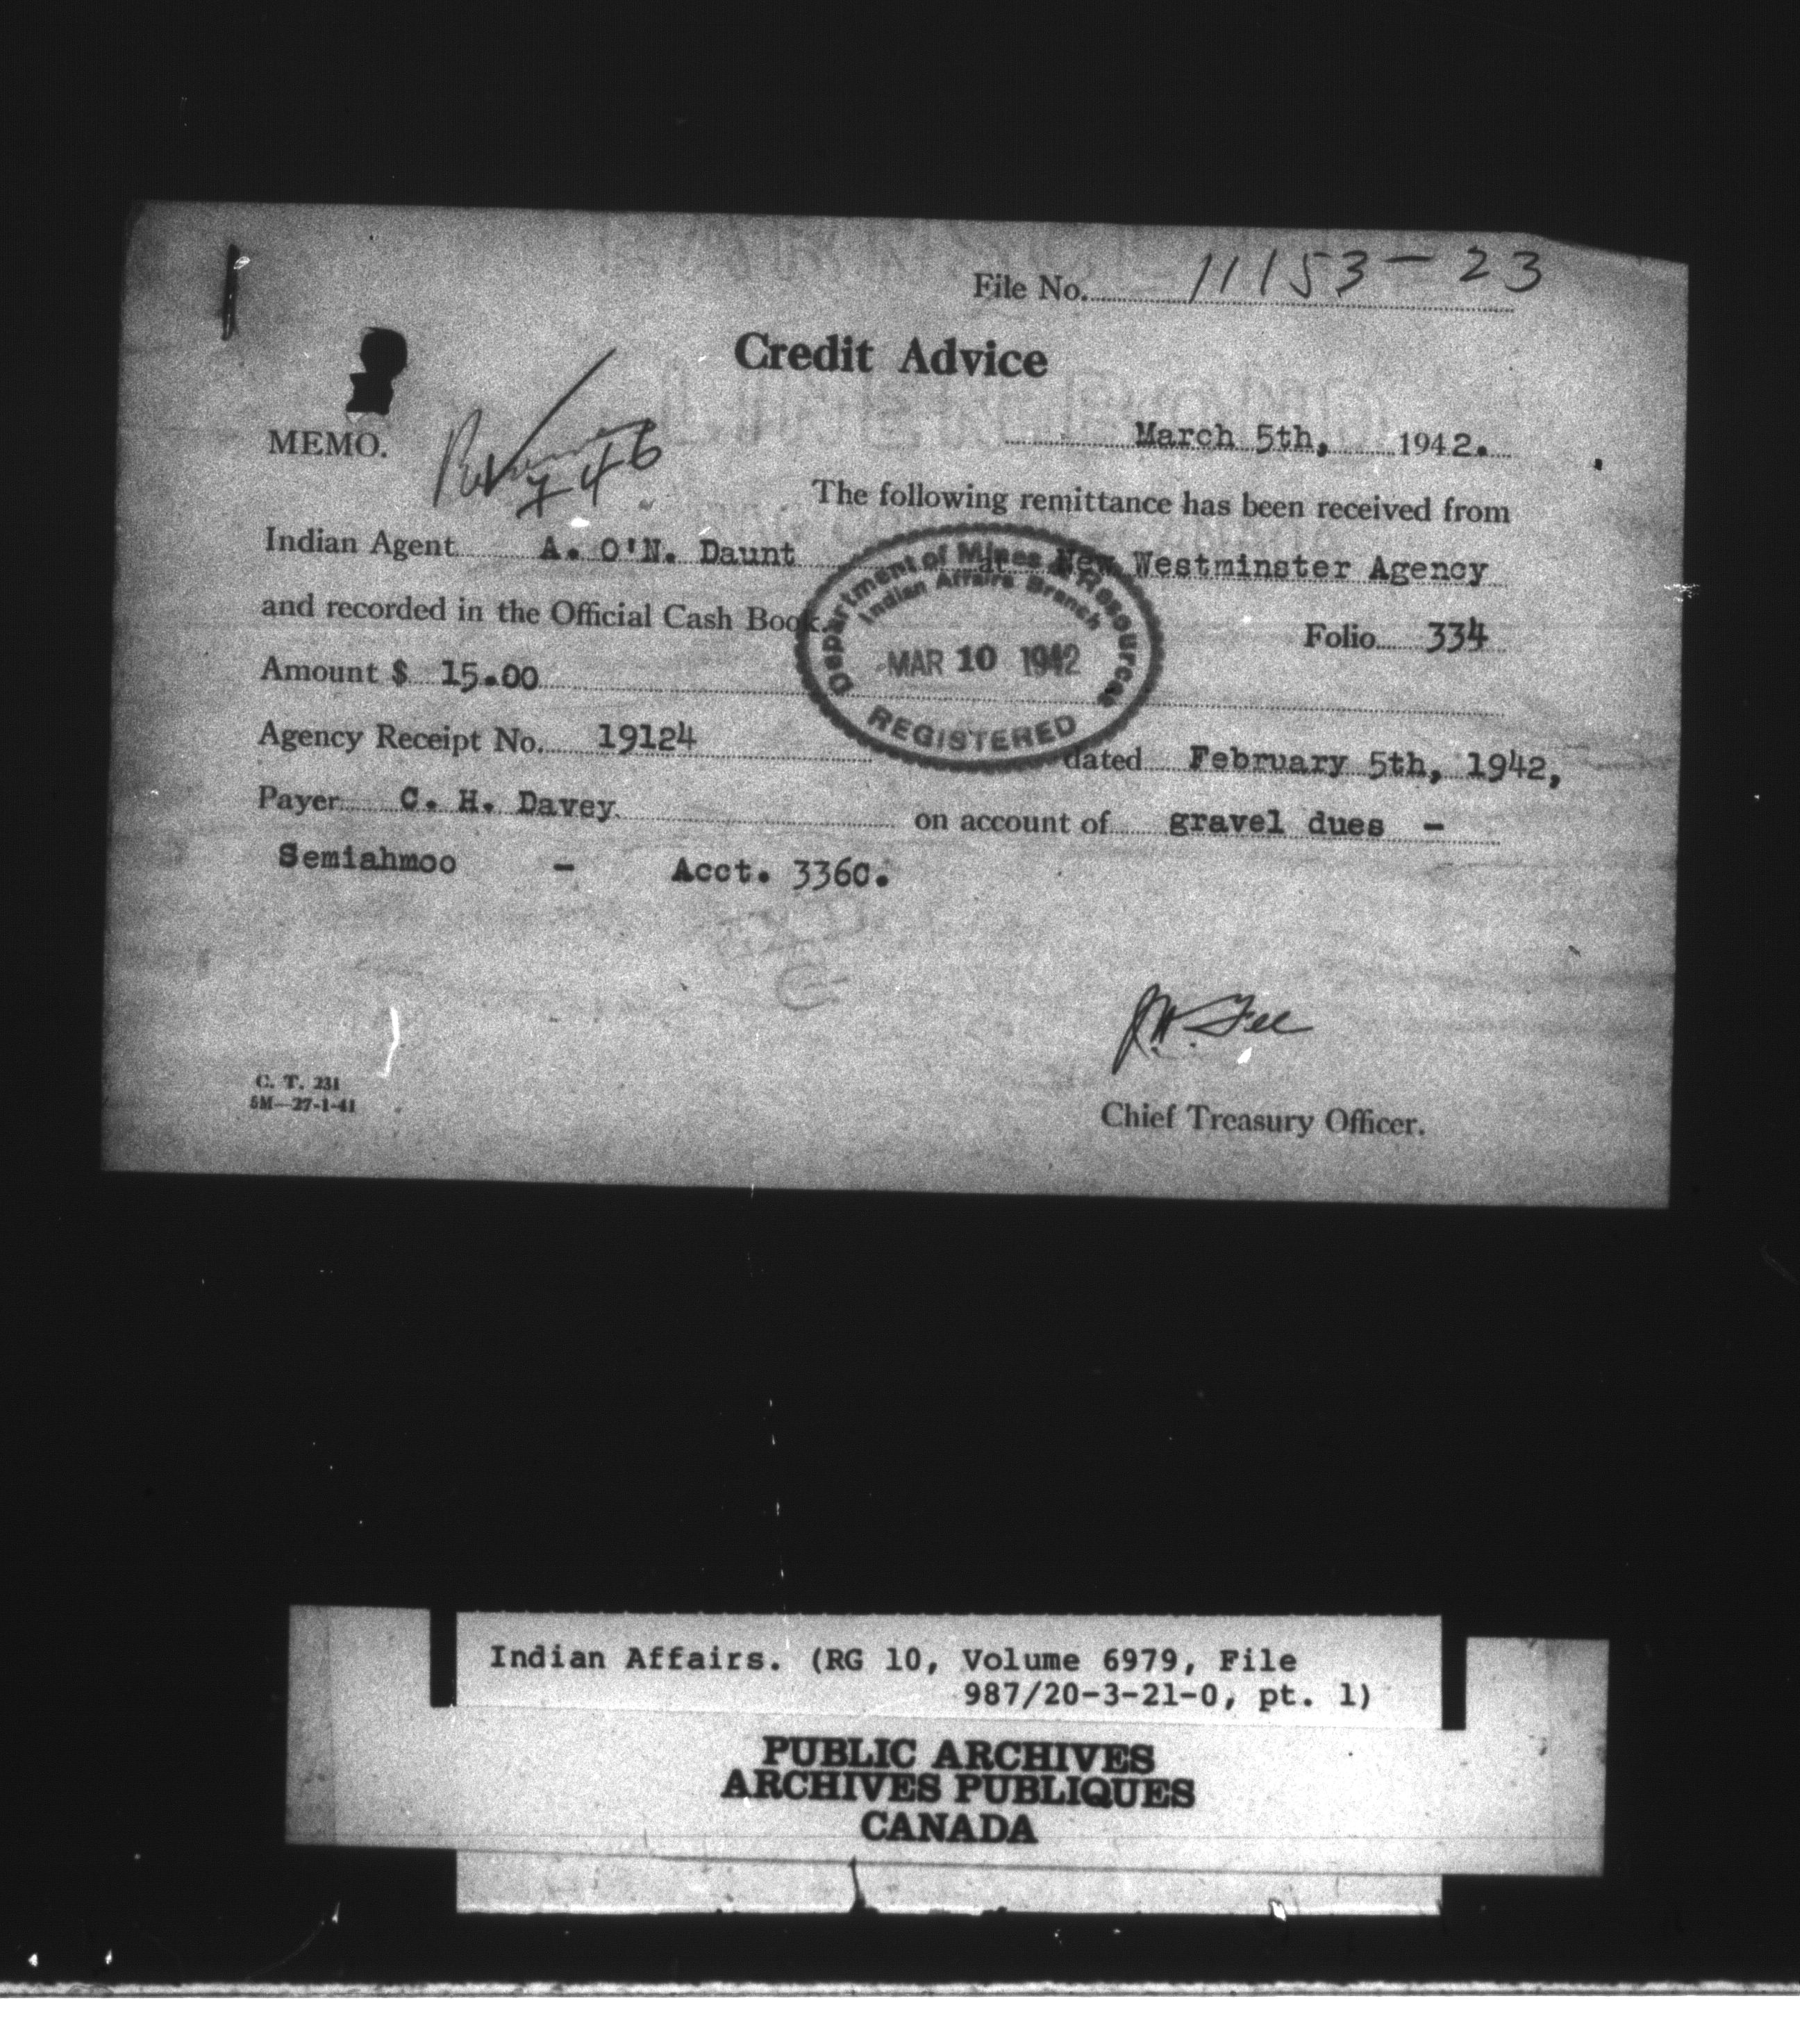 File No. 11153-23
Credit Advice
MEMO.
746
March 5th, 1942.
The following remittance has been received from
Indian Agent A. O'N. Daunt at New Westminster Agency
and recorded in the Official Cash Book. Folio 334
Department of Mines & Resources
Indian Affairs Branch
MAR 10 1942
REGISTERED
Amount $ 15.00
Agency Receipt No. 19124 dated February 5th, 1942,
Payer C. H. Davey on account of gravel dues -
Semiahmoo - Acct. 3360.
J.W. Fee
Chief Treasury Officer.
C. T. 231
5M—27-1-41
Indian Affairs. (RG 10, Volume 6979, File
987/20-3-21-0, pt. 1)
PUBLIC ARCHIVES
ARCHIVES PUBLIQUES
CANADA